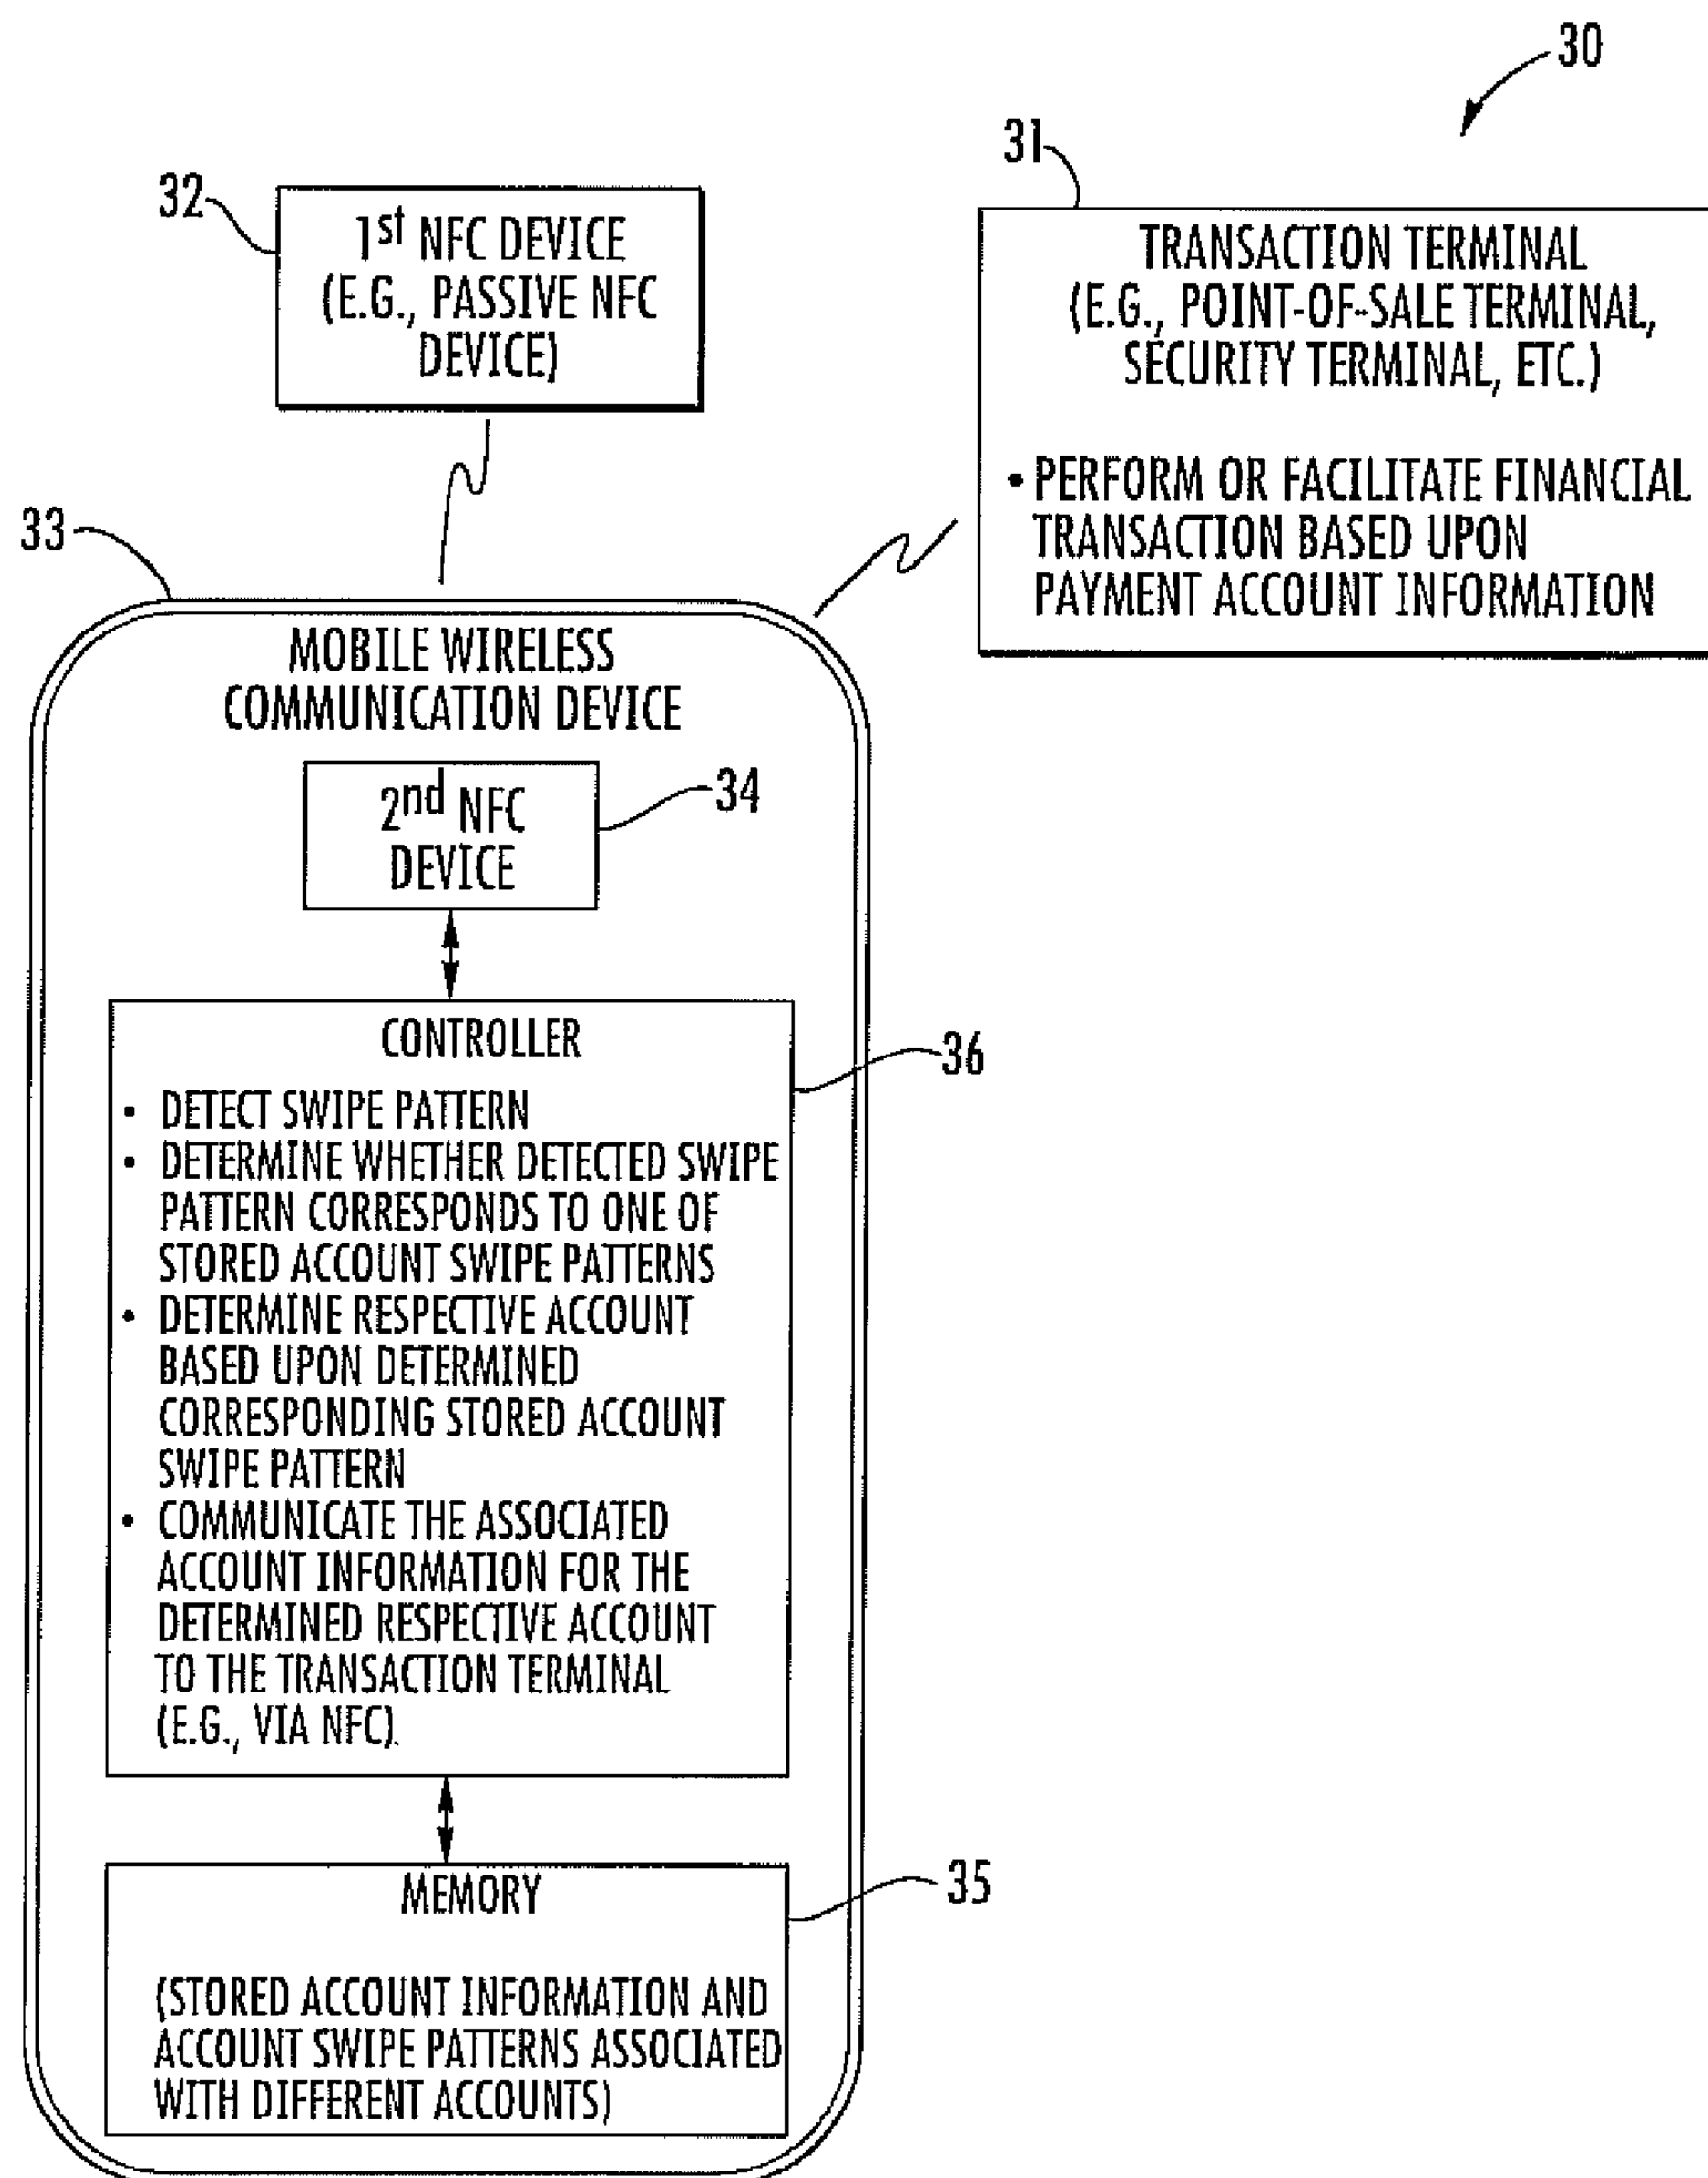 30
31
32
1st NFC DEVICE
(E.G., PASSIVE NFC
DEVICE)
TRANSACTION TERMINAL
(E.G., POINT-OF-SALE TERMINAL,
SECURITY TERMINAL, ETC.)
• PERFORM OR FACILITATE FINANCIAL
TRANSACTION BASED UPON
PAYMENT ACCOUNT INFORMATION
33
MOBILE WIRELESS
COMMUNICATION DEVICE
2nd NFC
DEVICE
34
CONTROLLER
36
• DETECT SWIPE PATTERN
• DETERMINE WHETHER DETECTED SWIPE
PATTERN CORRESPONDS TO ONE OF
STORED ACCOUNT SWIPE PATTERNS
• DETERMINE RESPECTIVE ACCOUNT
BASED UPON DETERMINED
CORRESPONDING STORED ACCOUNT
SWIPE PATTERN
• COMMUNICATE THE ASSOCIATED
ACCOUNT INFORMATION FOR THE
DETERMINED RESPECTIVE ACCOUNT
TO THE TRANSACTION TERMINAL
(E.G., VIA NFC)
MEMORY
35
(STORED ACCOUNT INFORMATION AND
ACCOUNT SWIPE PATTERNS ASSOCIATED
WITH DIFFERENT ACCOUNTS)